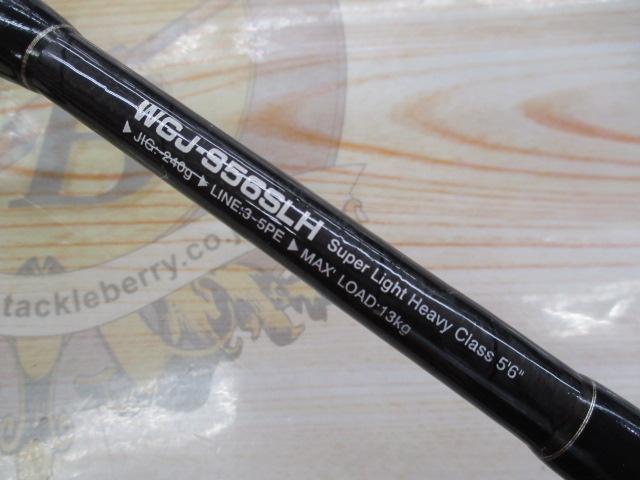 WGJ-S56SLH Super Light Heavy Class 5'6"
▶JIG:-240g ▶LINE:3-5PE ▶MAX' LOAD:13kg
B
tackleberry.co.